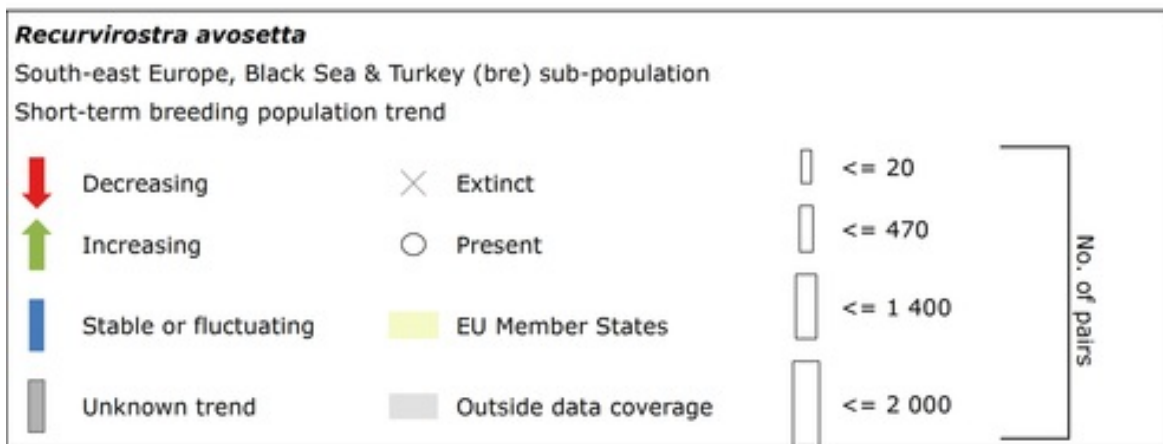 Recurvirostra avosetta
South-east Europe, Black Sea & Turkey (bre) sub-population
Short-term breeding population trend
Decreasing
Increasing
Stable or fluctuating
Unknown trend
Extinct
Present
EU Member States
Outside data coverage
<= 20
<= 470
<= 1 400
<= 2 000
No. of pairs